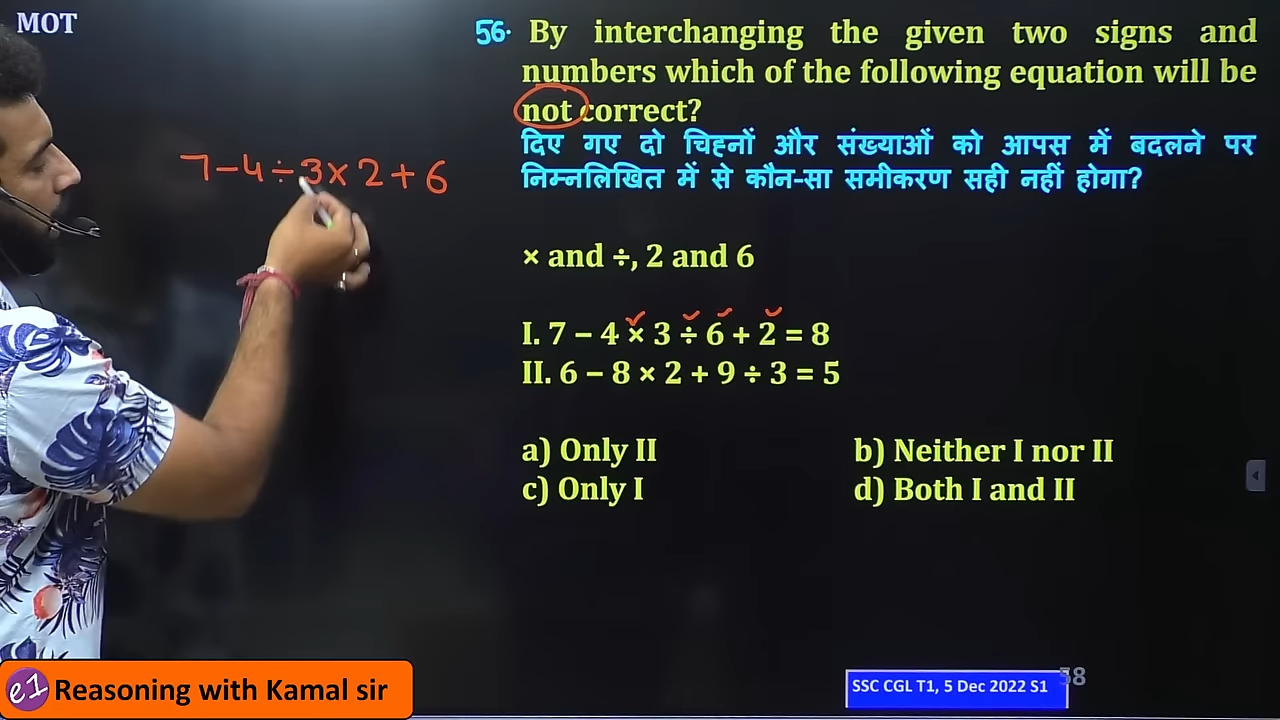 MOT
56. By interchanging the given two signs and
numbers which of the following equation will be
not correct?
दिए गए दो चिह्नों और संख्याओं को आपस में बदलने पर
निम्नलिखित में से कौन-सा समीकरण सही नहीं होगा?
7-4÷3×2+6
× and ÷, 2 and 6
I. 7 – 4 × 3 ÷ 6 + 2 = 8
II. 6 – 8 × 2 + 9 ÷ 3 = 5
a) Only II
b) Neither I nor II
c) Only I
d) Both I and II
e1 Reasoning with Kamal sir
SSC CGL T1, 5 Dec 2022 S1
58